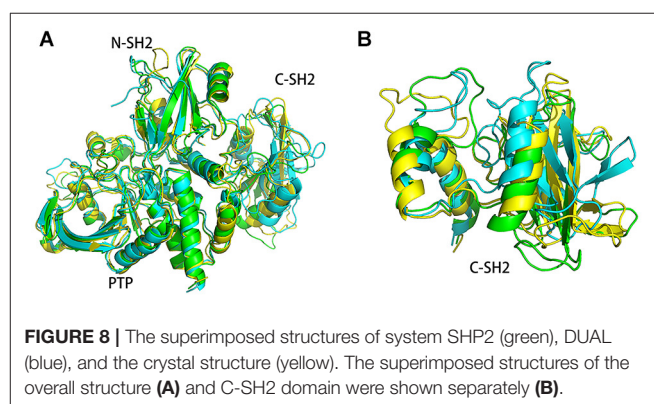 A
N-SH2
C-SH2
PTP
B
C-SH2
FIGURE 8 | The superimposed structures of system SHP2 (green), DUAL
(blue), and the crystal structure (yellow). The superimposed structures of the
overall structure (A) and C-SH2 domain were shown separately (B).